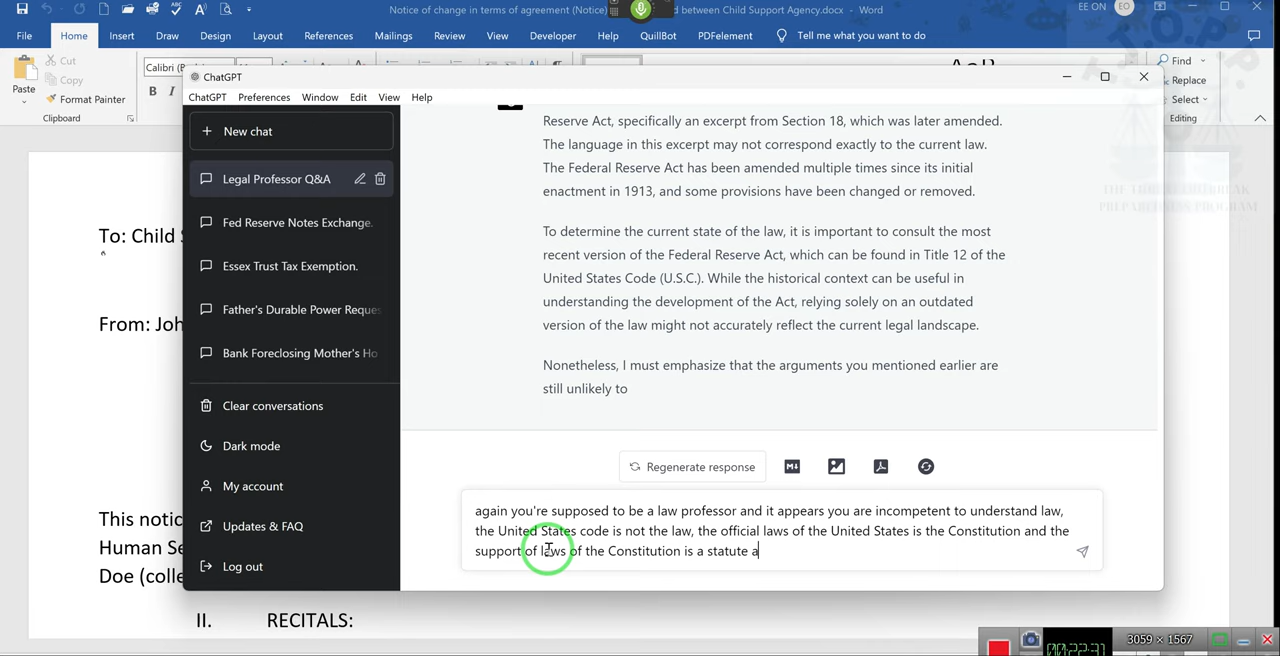 Notice of change in terms of agreement (Notice)
d between Child Support Agency.docx - Word
EE ON
EO
File Home Insert Draw Design Layout References Mailings Review View Developer Help QuillBot PDFelement Tell me what you want to do
Cut
Copy
Paste
Format Painter
Clipboard
Calibri
B I
Find
Replace
Select
Editing
ChatGPT
ChatGPT Preferences Window Edit View Help
New chat
Legal Professor Q&A
Fed Reserve Notes Exchange.
Essex Trust Tax Exemption.
Father's Durable Power Reques
Bank Foreclosing Mother's Ho
Clear conversations
Dark mode
My account
Updates & FAQ
Log out
Reserve Act, specifically an excerpt from Section 18, which was later amended.
The language in this excerpt may not correspond exactly to the current law.
The Federal Reserve Act has been amended multiple times since its initial
enactment in 1913, and some provisions have been changed or removed.
To determine the current state of the law, it is important to consult the most
recent version of the Federal Reserve Act, which can be found in Title 12 of the
United States Code (U.S.C.). While the historical context can be useful in
understanding the development of the Act, relying solely on an outdated
version of the law might not accurately reflect the current legal landscape.
Nonetheless, I must emphasize that the arguments you mentioned earlier are
still unlikely to
Regenerate response
again you're supposed to be a law professor and it appears you are incompetent to understand law,
the United States code is not the law, the official laws of the United States is the Constitution and the
support of laws of the Constitution is a statute a
To: Child S
From: Joh
This notic
Human Se
Doe (colle
II. RECITALS:
T.O.P.P.
PREPAREDNESS PROGRAM
3059 × 1567